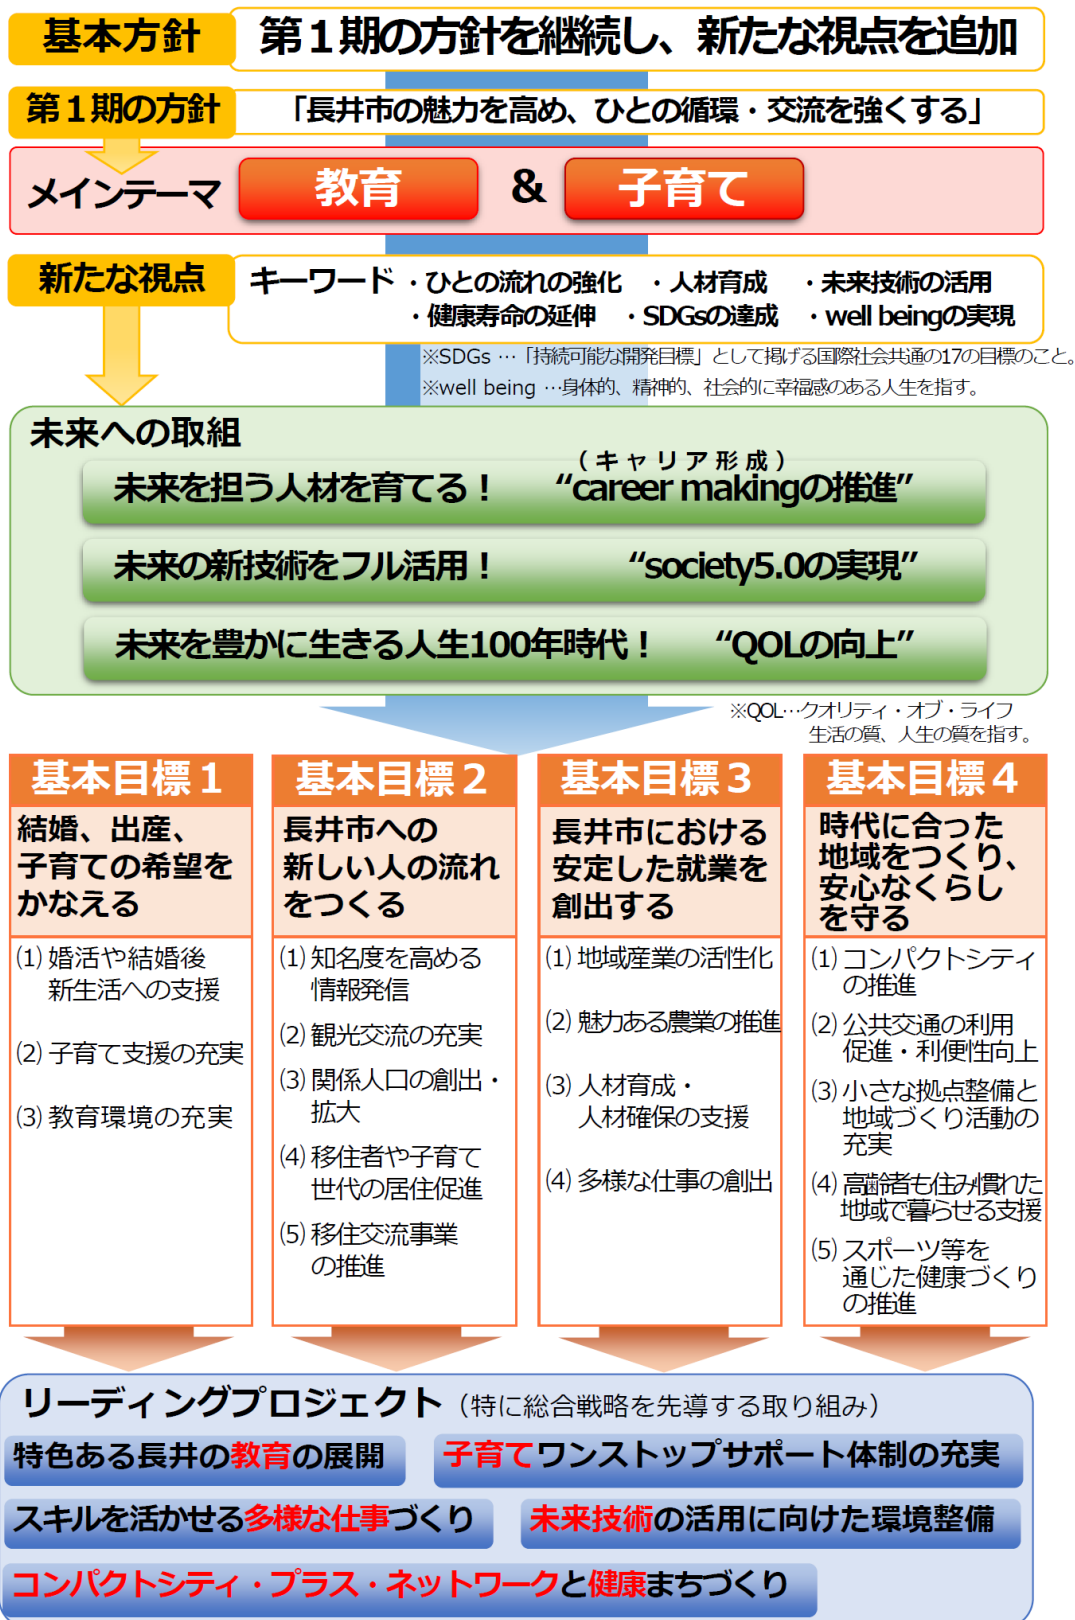 基本方針
第１期の方針を継続し、新たな視点を追加
第１期の方針
「長井市の魅力を高め、ひとの循環・交流を強くする」
メインテーマ
教育
&
子育て
新たな視点
キーワード ・ひとの流れの強化 ・人材育成 ・未来技術の活用
・健康寿命の延伸 ・SDGsの達成 ・well beingの実現
※SDGs …「持続可能な開発目標」として掲げる国際社会共通の17の目標のこと。
※well being …身体的、精神的、社会的に幸福感のある人生を指す。
未来への取組
（キャリア形成）
未来を担う人材を育てる！ “career makingの推進”
未来の新技術をフル活用！ “society5.0の実現”
未来を豊かに生きる人生100年時代！ “QOLの向上”
※QOL…クオリティ・オブ・ライフ
生活の質、人生の質を指す。
基本目標１
結婚、出産、
子育ての希望を
かなえる
⑴ 婚活や結婚後
新生活への支援
⑵ 子育て支援の充実
⑶ 教育環境の充実
基本目標２
長井市への
新しい人の流れ
をつくる
⑴ 知名度を高める
情報発信
⑵ 観光交流の充実
⑶ 関係人口の創出・
拡大
⑷ 移住者や子育て
世代の居住促進
⑸ 移住交流事業
の推進
基本目標３
長井市における
安定した就業を
創出する
⑴ 地域産業の活性化
⑵ 魅力ある農業の推進
⑶ 人材育成・
人材確保の支援
⑷ 多様な仕事の創出
基本目標４
時代に合った
地域をつくり、
安心なくらし
を守る
⑴ コンパクトシティ
の推進
⑵ 公共交通の利用
促進・利便性向上
⑶ 小さな拠点整備と
地域づくり活動の
充実
⑷ 高齢者も住み慣れた
地域で暮らせる支援
⑸ スポーツ等を
通じた健康づくり
の推進
リーディングプロジェクト（特に総合戦略を先導する取り組み）
特色ある長井の教育の展開
子育てワンストップサポート体制の充実
スキルを活かせる多様な仕事づくり
未来技術の活用に向けた環境整備
コンパクトシティ・プラス・ネットワークと健康まちづくり